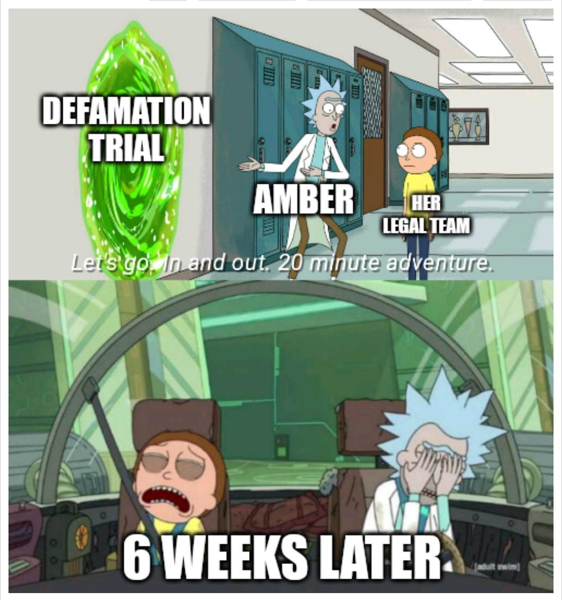 DEFAMATION
TRIAL
AMBER
HER
LEGAL TEAM
Let's go. In and out. 20 minute adventure.
6 WEEKS LATER
[adult swim]